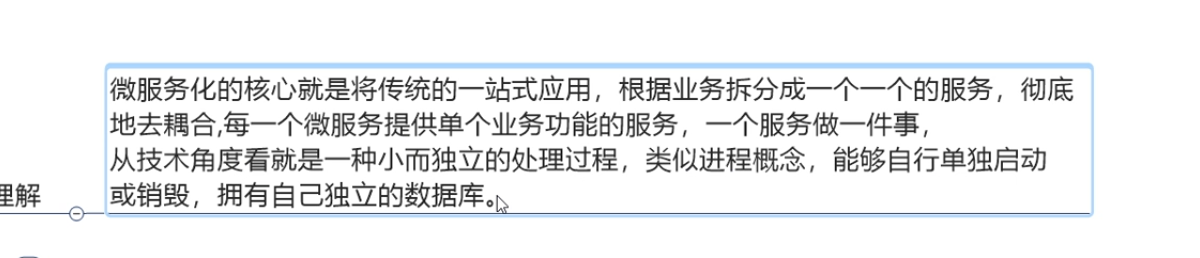 微服务化的核心就是将传统的一站式应用，根据业务拆分成一个一个的服务，彻底
地去耦合,每一个微服务提供单个业务功能的服务，一个服务做一件事，
从技术角度看就是一种小而独立的处理过程，类似进程概念，能够自行单独启动
或销毁，拥有自己独立的数据库。
理解